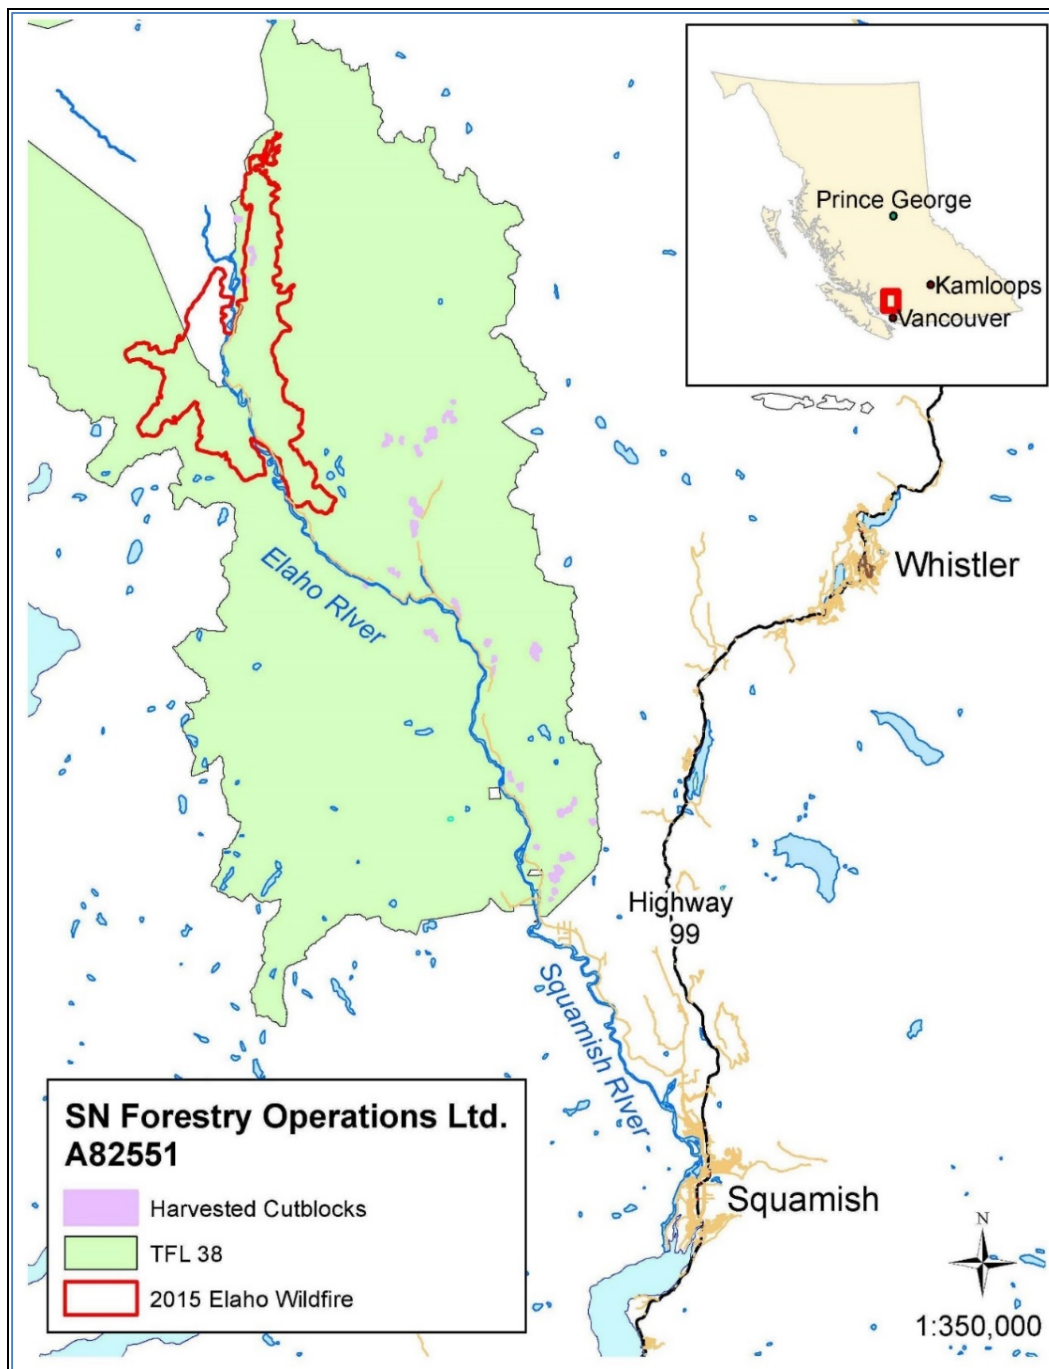 Prince George
Kamloops
Vancouver
Whistler
Elaho RIver
Highway
99
Squamish RIver
Squamish
SN Forestry Operations Ltd.
A82551
Harvested Cutblocks
TFL 38
2015 Elaho Wildfire
N
1:350,000